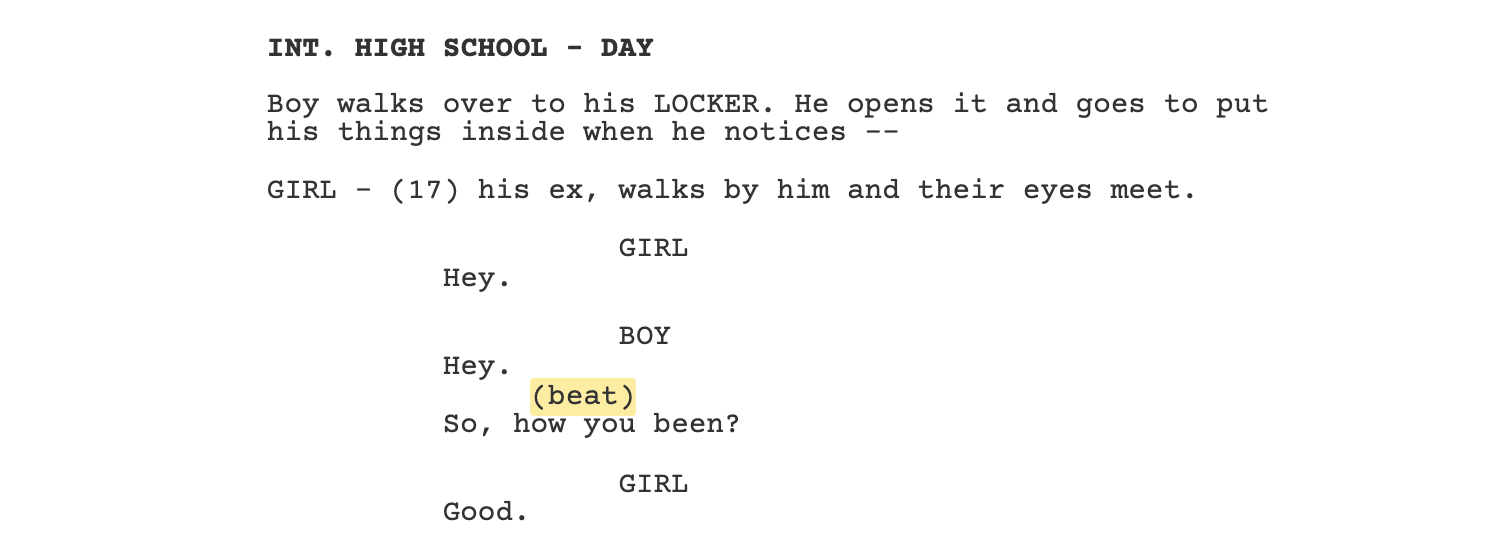 INT. HIGH SCHOOL - DAY
Boy walks over to his LOCKER. He opens it and goes to put
his things inside when he notices --
GIRL - (17) his ex, walks by him and their eyes meet.
GIRL
Hey.
BOY
Hey.
(beat)
So, how you been?
GIRL
Good.